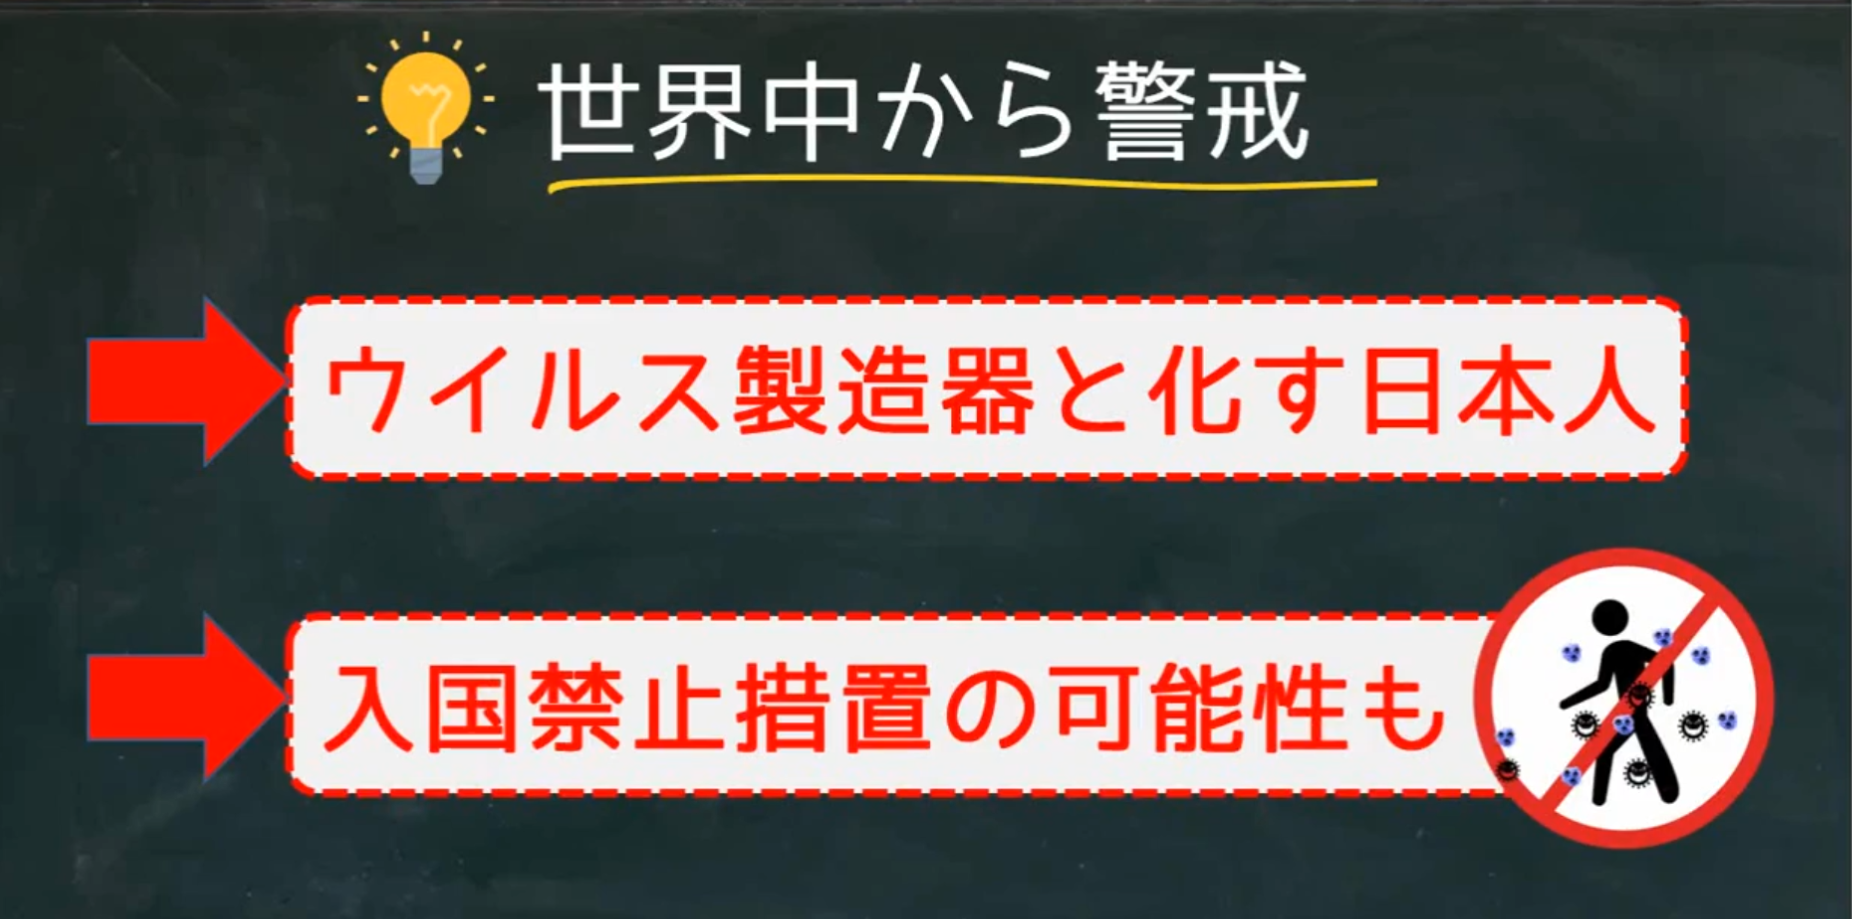 世界中から警戒
ウイルス製造器と化す日本人
入国禁止措置の可能性も